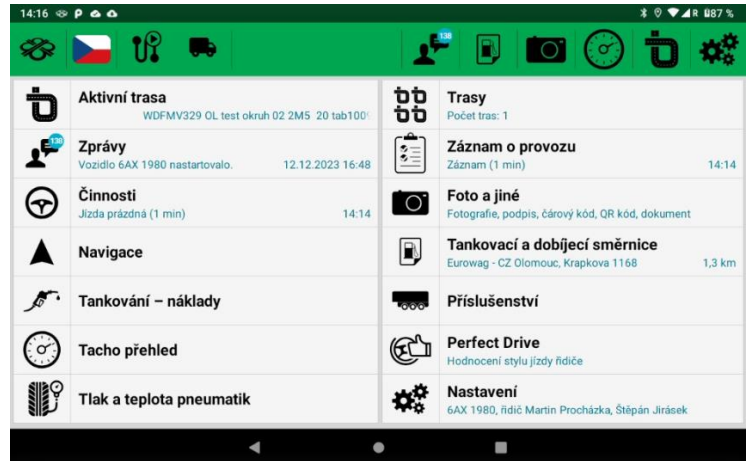 14:16
R 87 %
138
Aktivní trasa
WDFMV329 OL test okruh 02 2M5 20 tab100
Zprávy
138
Vozidlo 6AX 1980 nastartovalo. 12.12.2023 16:48
Činnosti
Jízda prázdná (1 min) 14:14
Navigace
Tankování – náklady
Tacho přehled
Tlak a teplota pneumatik
Trasy
Počet tras: 1
Záznam o provozu
Záznam (1 min) 14:14
Foto a jiné
Fotografie, podpis, čárový kód, QR kód, dokument
Tankovací a dobíjecí směrnice
Eurowag - CZ Olomouc, Krapkova 1168 1,3 km
Příslušenství
Perfect Drive
Hodnocení stylu jízdy řidiče
Nastavení
6AX 1980, řidič Martin Procházka, Štěpán Jirásek